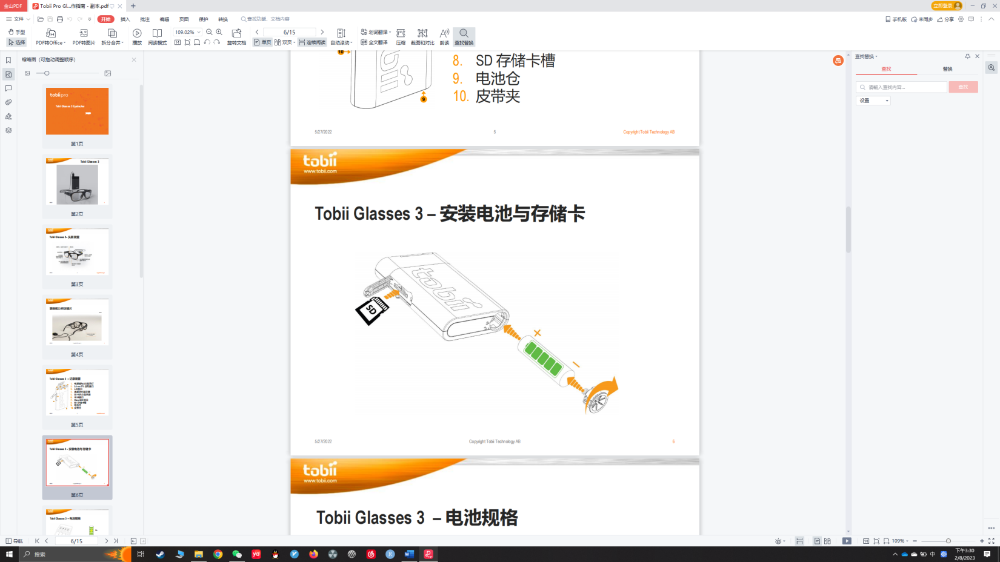 金山PDF
Tobii Pro Gl...作指南 - 副本.pdf
立即登录
文件
开始
插入
批注
编辑
页面
保护
转换
查找功能、文档内容
手机版
未同步
分享
手型
选择
PDF转Office
PDF转图片
拆分合并
播放
阅读模式
109.02%
旋转文档
6/15
单页
双页
连续阅读
自动滚动
划词翻译
全文翻译
压缩
截图和对比
朗读
查找替换
缩略图（可拖动调整顺序）
tobiipro
第1页
Tobii Glasses 3
第2页
Tobii Glasses 3- 头戴装置
第3页
更换视力矫正镜片
第4页
Tobii Glasses 3 – 记录装置
第5页
Tobii Glasses 3 – 安装电池与存储卡
第6页
Tobii Glasses 3 – 电池规格
10
9
8. SD 存储卡槽
9. 电池仓
10. 皮带夹
5/27/2022
5
Copyright Tobii Technology AB
tobii
www.tobii.com
Tobii Glasses 3 – 安装电池与存储卡
tobii
SD
+
–
5/27/2022
Copyright Tobii Technology AB
6
tobii
www.tobii.com
Tobii Glasses 3 – 电池规格
查找替换
查找
替换
请输入查找内容...
查找
设置
导航
6/15
109%
搜索
中
下午3:30
2/8/2023